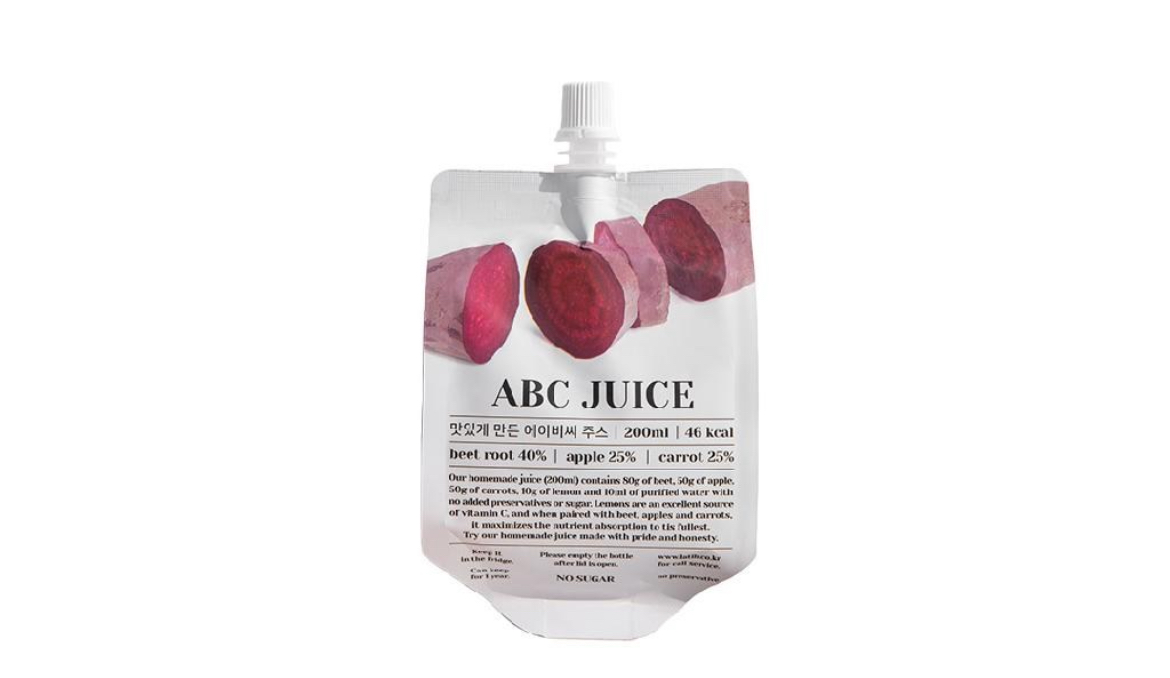 ABC JUICE
맛있게 만든 에이비씨 주스 | 200ml | 46 kcal
beet root 40% | apple 25% | carrot 25%
Our homemade juice (200ml) contains 80g of beet, 50g of apple,
50g of carrots, 10g of lemon and 10ml of purified water with
no added preservatives or sugar. Lemons are an excellent source
of vitamin C, and when paired with beet, apples and carrots,
it maximizes the nutrient absorption to tis fullest.
Try our homemade juice made with pride and honesty.
Keep it
in the fridge.
Can keep
for 1 year.
Please empty the bottle
after lid is open.
NO SUGAR
for call service.
no preservative